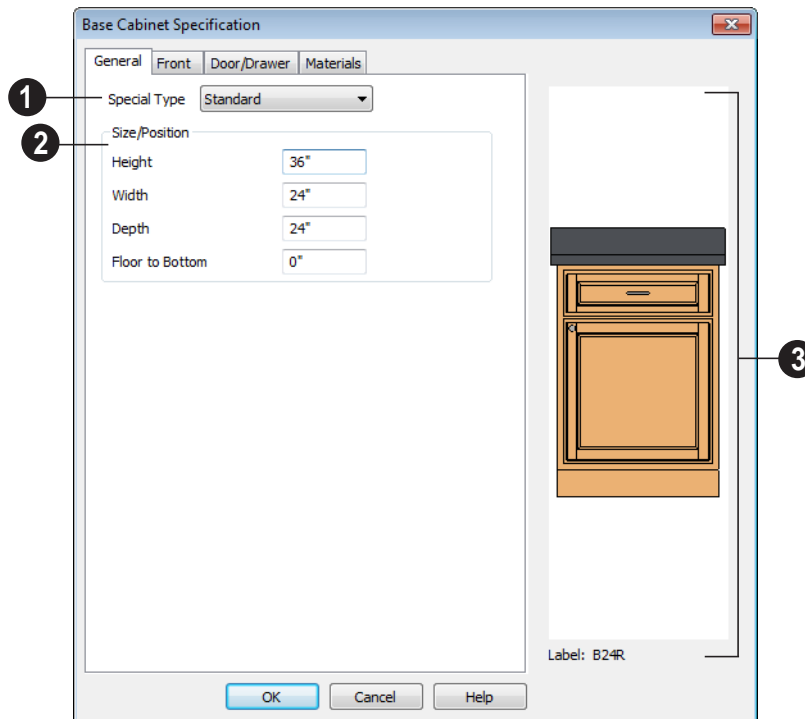 Base Cabinet Specification
General Front Door/Drawer Materials
1 Special Type Standard
2 Size/Position
Height 36"
Width 24"
Depth 24"
Floor to Bottom 0"
3
Label: B24R
OK Cancel Help